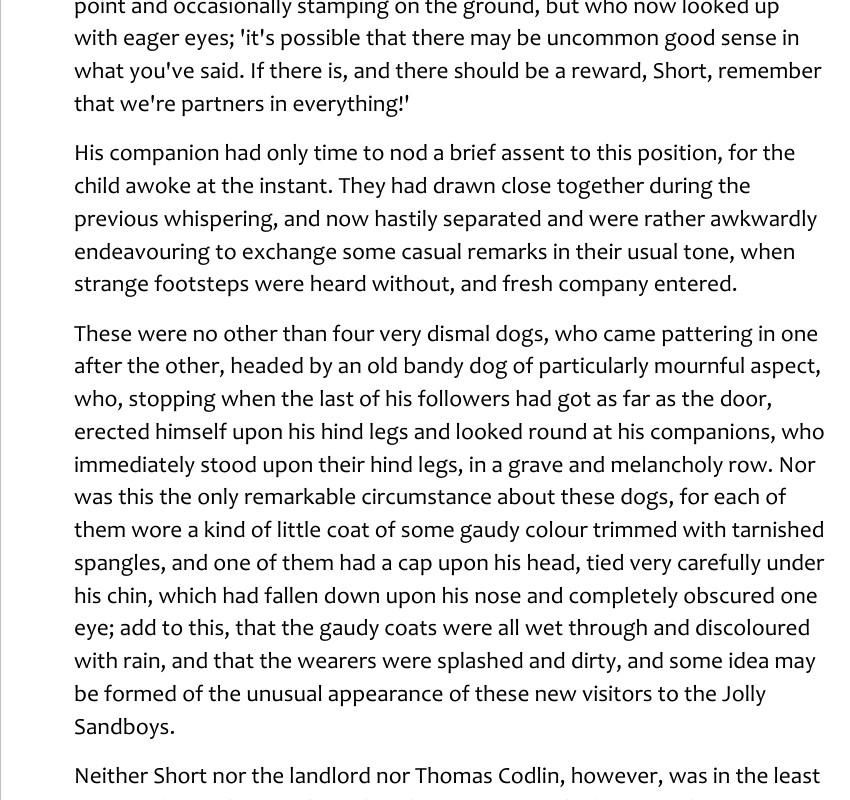 point and occasionally stamping on the ground, but who now looked up
with eager eyes; 'it's possible that there may be uncommon good sense in
what you've said. If there is, and there should be a reward, Short, remember
that we're partners in everything!'
His companion had only time to nod a brief assent to this position, for the
child awoke at the instant. They had drawn close together during the
previous whispering, and now hastily separated and were rather awkwardly
endeavouring to exchange some casual remarks in their usual tone, when
strange footsteps were heard without, and fresh company entered.
These were no other than four very dismal dogs, who came pattering in one
after the other, headed by an old bandy dog of particularly mournful aspect,
who, stopping when the last of his followers had got as far as the door,
erected himself upon his hind legs and looked round at his companions, who
immediately stood upon their hind legs, in a grave and melancholy row. Nor
was this the only remarkable circumstance about these dogs, for each of
them wore a kind of little coat of some gaudy colour trimmed with tarnished
spangles, and one of them had a cap upon his head, tied very carefully under
his chin, which had fallen down upon his nose and completely obscured one
eye; add to this, that the gaudy coats were all wet through and discoloured
with rain, and that the wearers were splashed and dirty, and some idea may
be formed of the unusual appearance of these new visitors to the Jolly
Sandboys.
Neither Short nor the landlord nor Thomas Codlin, however, was in the least